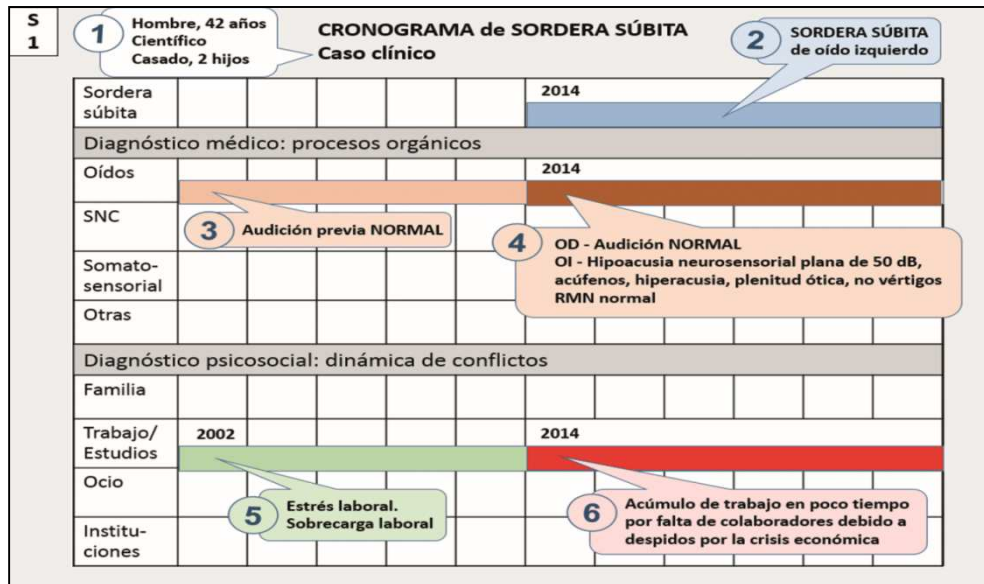 S
1
1
Hombre, 42 años
Científico
Casado, 2 hijos
CRONOGRAMA de SORDERA SÚBITA
Caso clínico
2
SORDERA SÚBITA
de oído izquierdo
Sordera
súbita
2014
Diagnóstico médico: procesos orgánicos
Oídos
2014
SNC
3
Audición previa NORMAL
4
OD - Audición NORMAL
OI - Hipoacusia neurosensorial plana de 50 dB,
acúfenos, hiperacusia, plenitud ótica, no vértigos
RMN normal
Somato-
sensorial
Otras
Diagnóstico psicosocial: dinámica de conflictos
Familia
Trabajo/
Estudios
2002
2014
Ocio
5
Estrés laboral.
Sobrecarga laboral
6
Acúmulo de trabajo en poco tiempo
por falta de colaboradores debido a
despidos por la crisis económica
Institu-
ciones